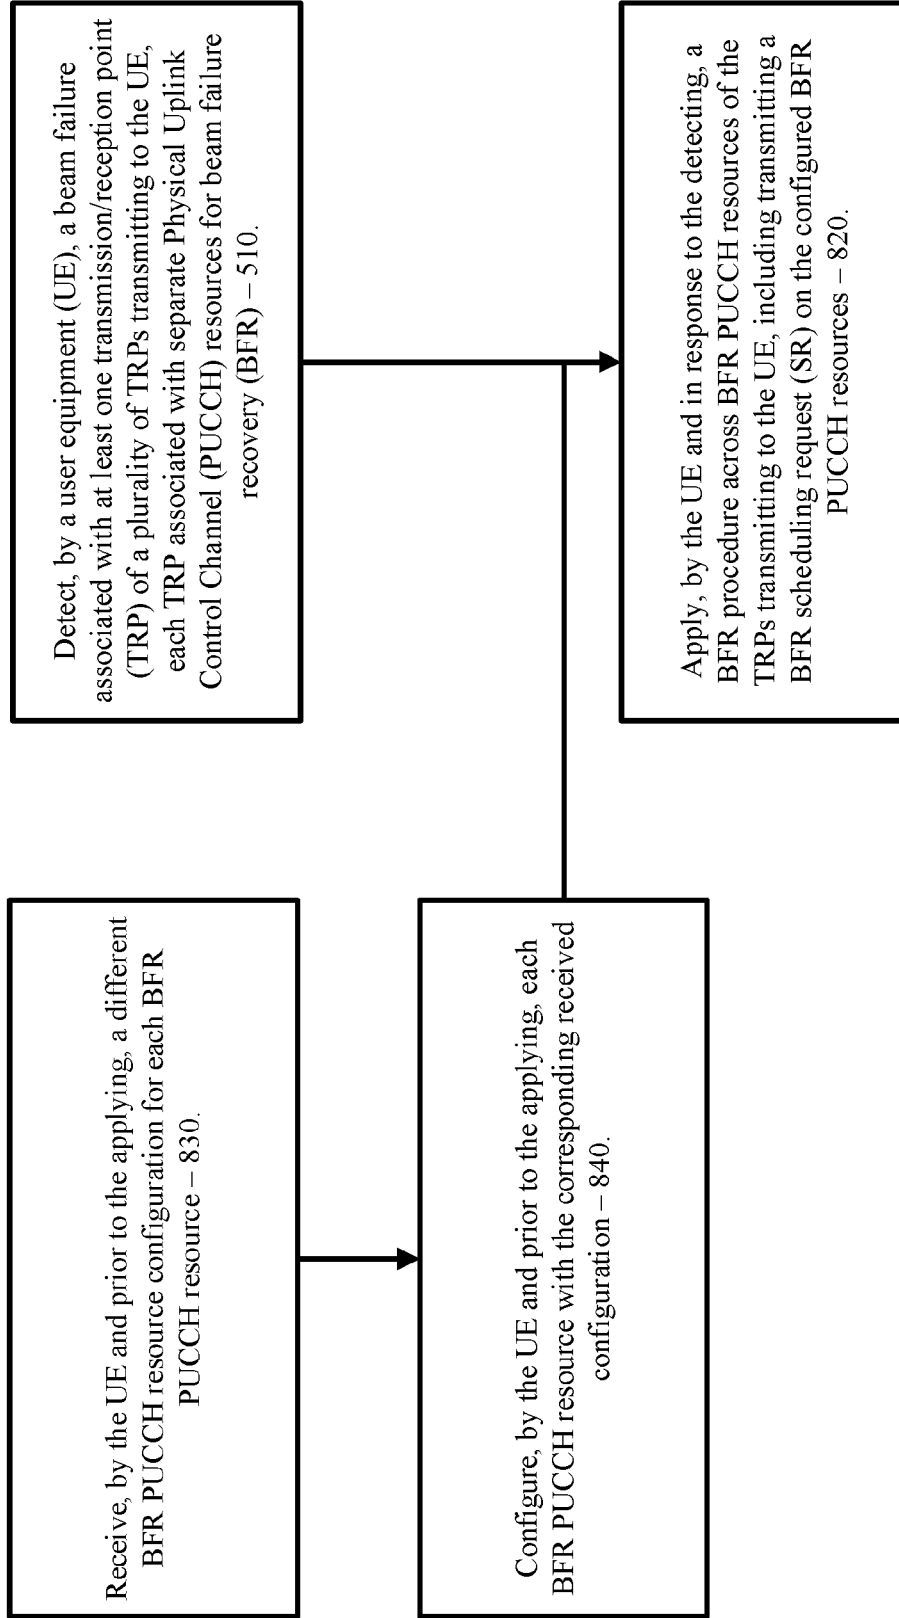 Detect, by a user equipment (UE), a beam failure
associated with at least one transmission/reception point
(TRP) of a plurality of TRPs transmitting to the UE,
each TRP associated with separate Physical Uplink
Control Channel (PUCCH) resources for beam failure
recovery (BFR) – 510.
Apply, by the UE and in response to the detecting, a
BFR procedure across BFR PUCCH resources of the
TRPs transmitting to the UE, including transmitting a
BFR scheduling request (SR) on the configured BFR
PUCCH resources – 820.
Receive, by the UE and prior to the applying, a different
BFR PUCCH resource configuration for each BFR
PUCCH resource – 830.
Configure, by the UE and prior to the applying, each
BFR PUCCH resource with the corresponding received
configuration – 840.